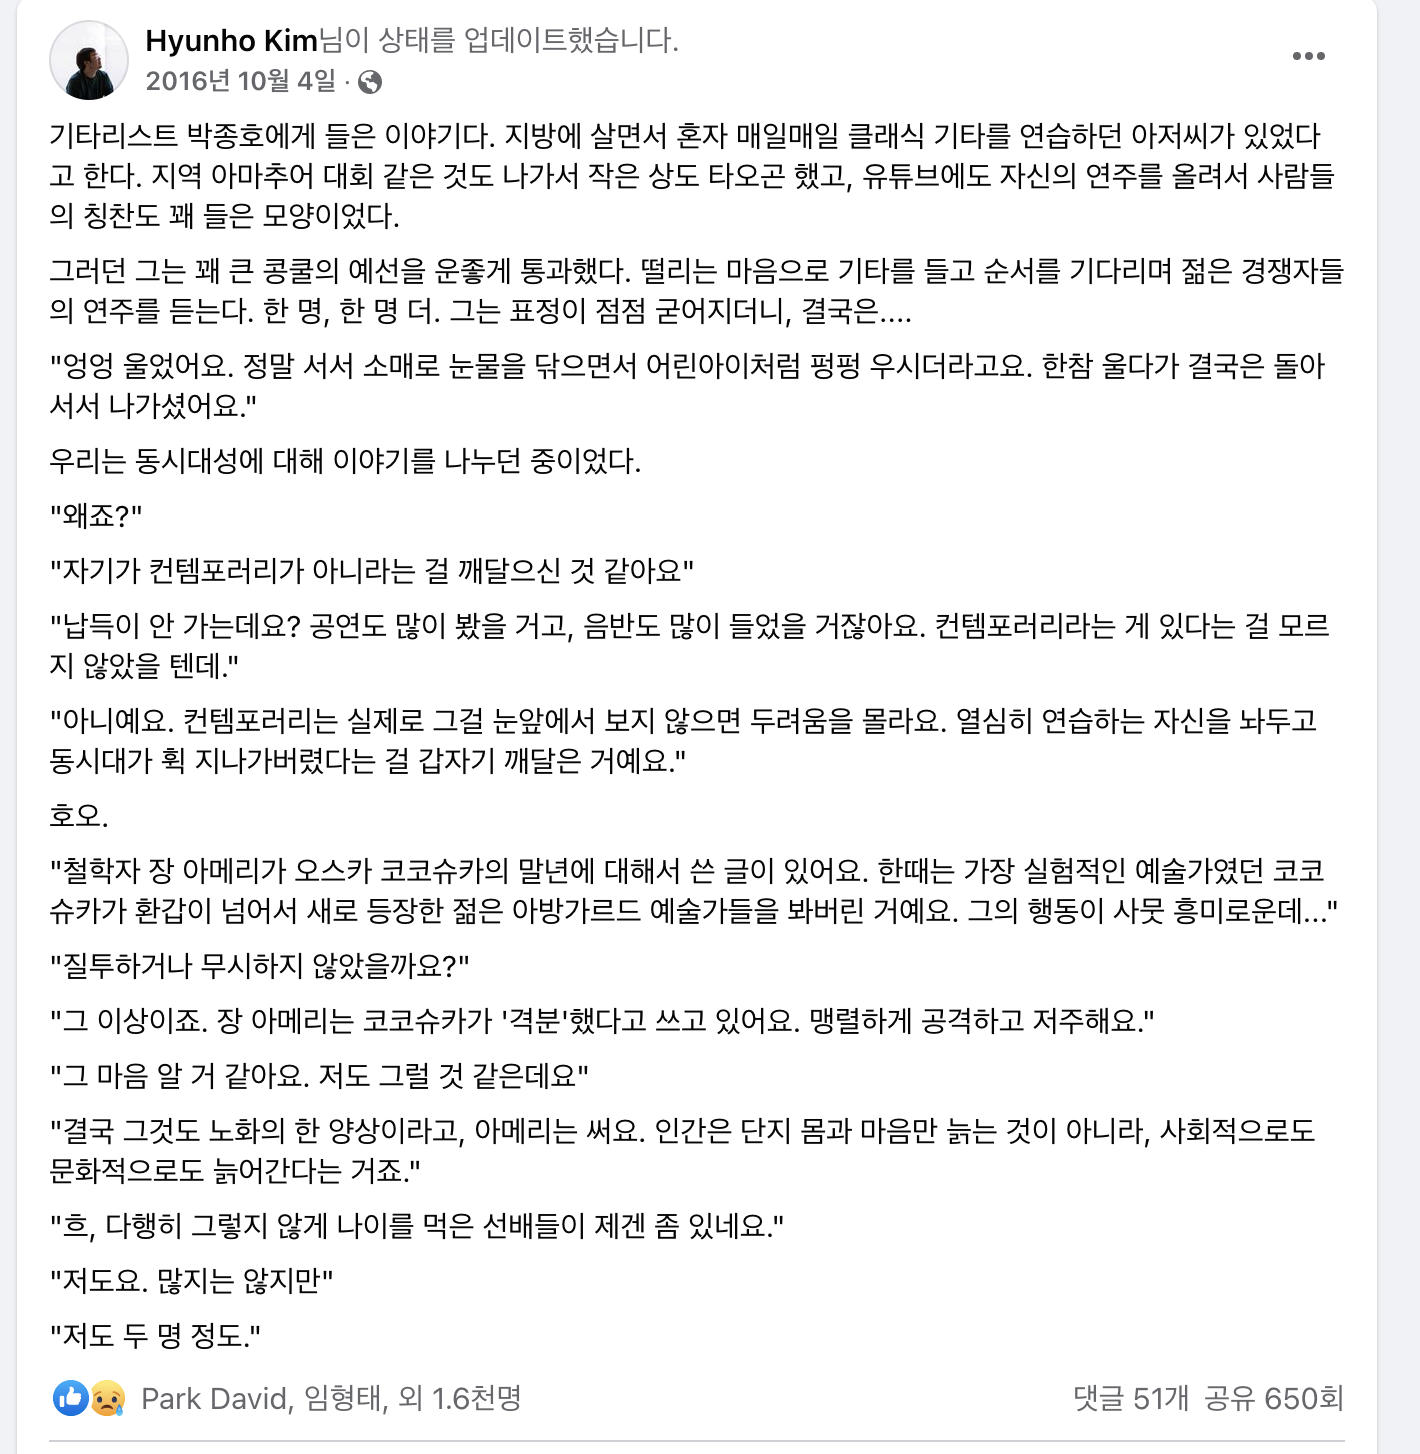 Hyunho Kim님이 상태를 업데이트했습니다.
2016년 10월 4일 ·
기타리스트 박종호에게 들은 이야기다. 지방에 살면서 혼자 매일매일 클래식 기타를 연습하던 아저씨가 있었다
고 한다. 지역 아마추어 대회 같은 것도 나가서 작은 상도 타오곤 했고, 유튜브에도 자신의 연주를 올려서 사람들
의 칭찬도 꽤 들은 모양이었다.
그러던 그는 꽤 큰 콩쿨의 예선을 운좋게 통과했다. 떨리는 마음으로 기타를 들고 순서를 기다리며 젊은 경쟁자들
의 연주를 듣는다. 한 명, 한 명 더. 그는 표정이 점점 굳어지더니, 결국은....
"엉엉 울었어요. 정말 서서 소매로 눈물을 닦으면서 어린아이처럼 펑펑 우시더라고요. 한참 울다가 결국은 돌아
서서 나가셨어요."
우리는 동시대성에 대해 이야기를 나누던 중이었다.
"왜죠?"
"자기가 컨템포러리가 아니라는 걸 깨달으신 것 같아요"
"납득이 안 가는데요? 공연도 많이 봤을 거고, 음반도 많이 들었을 거잖아요. 컨템포러리라는 게 있다는 걸 모르
지 않았을 텐데."
"아니예요. 컨템포러리는 실제로 그걸 눈앞에서 보지 않으면 두려움을 몰라요. 열심히 연습하는 자신을 놔두고
동시대가 휙 지나가버렸다는 걸 갑자기 깨달은 거예요."
호오.
"철학자 장 아메리가 오스카 코코슈카의 말년에 대해서 쓴 글이 있어요. 한때는 가장 실험적인 예술가였던 코코
슈카가 환갑이 넘어서 새로 등장한 젊은 아방가르드 예술가들을 봐버린 거예요. 그의 행동이 사뭇 흥미로운데..."
"질투하거나 무시하지 않았을까요?"
"그 이상이죠. 장 아메리는 코코슈카가 '격분'했다고 쓰고 있어요. 맹렬하게 공격하고 저주해요."
"그 마음 알 거 같아요. 저도 그럴 것 같은데요"
"결국 그것도 노화의 한 양상이라고, 아메리는 써요. 인간은 단지 몸과 마음만 늙는 것이 아니라, 사회적으로도
문화적으로도 늙어간다는 거죠."
"흐, 다행히 그렇지 않게 나이를 먹은 선배들이 제겐 좀 있네요."
"저도요. 많지는 않지만"
"저도 두 명 정도."
Park David, 임형태, 외 1.6천명 댓글 51개 공유 650회